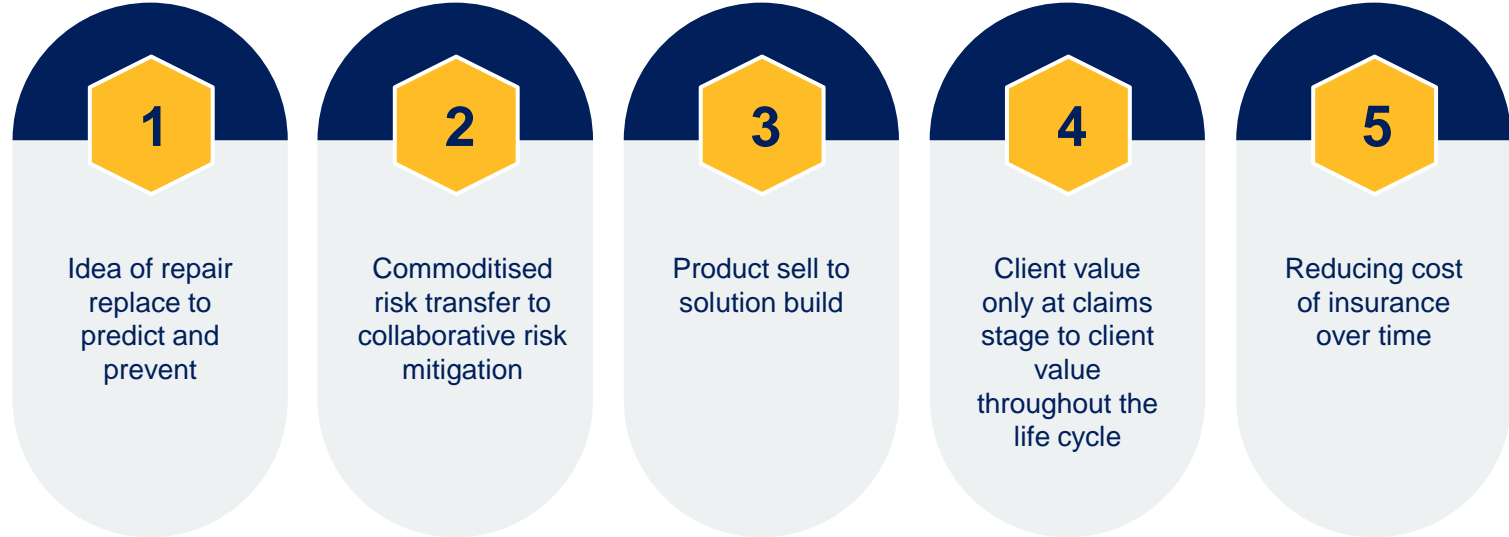 1
Idea of repair
replace to
predict and
prevent
2
Commoditised
risk transfer to
collaborative risk
mitigation
3
Product sell to
solution build
4
Client value
only at claims
stage to client
value
throughout the
life cycle
5
Reducing cost
of insurance
over time